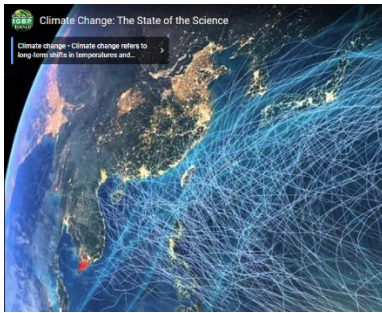 IGBP
Climate Change: The State of the Science
Climate change • Climate change refers to
long-term shifts in temperatures and...